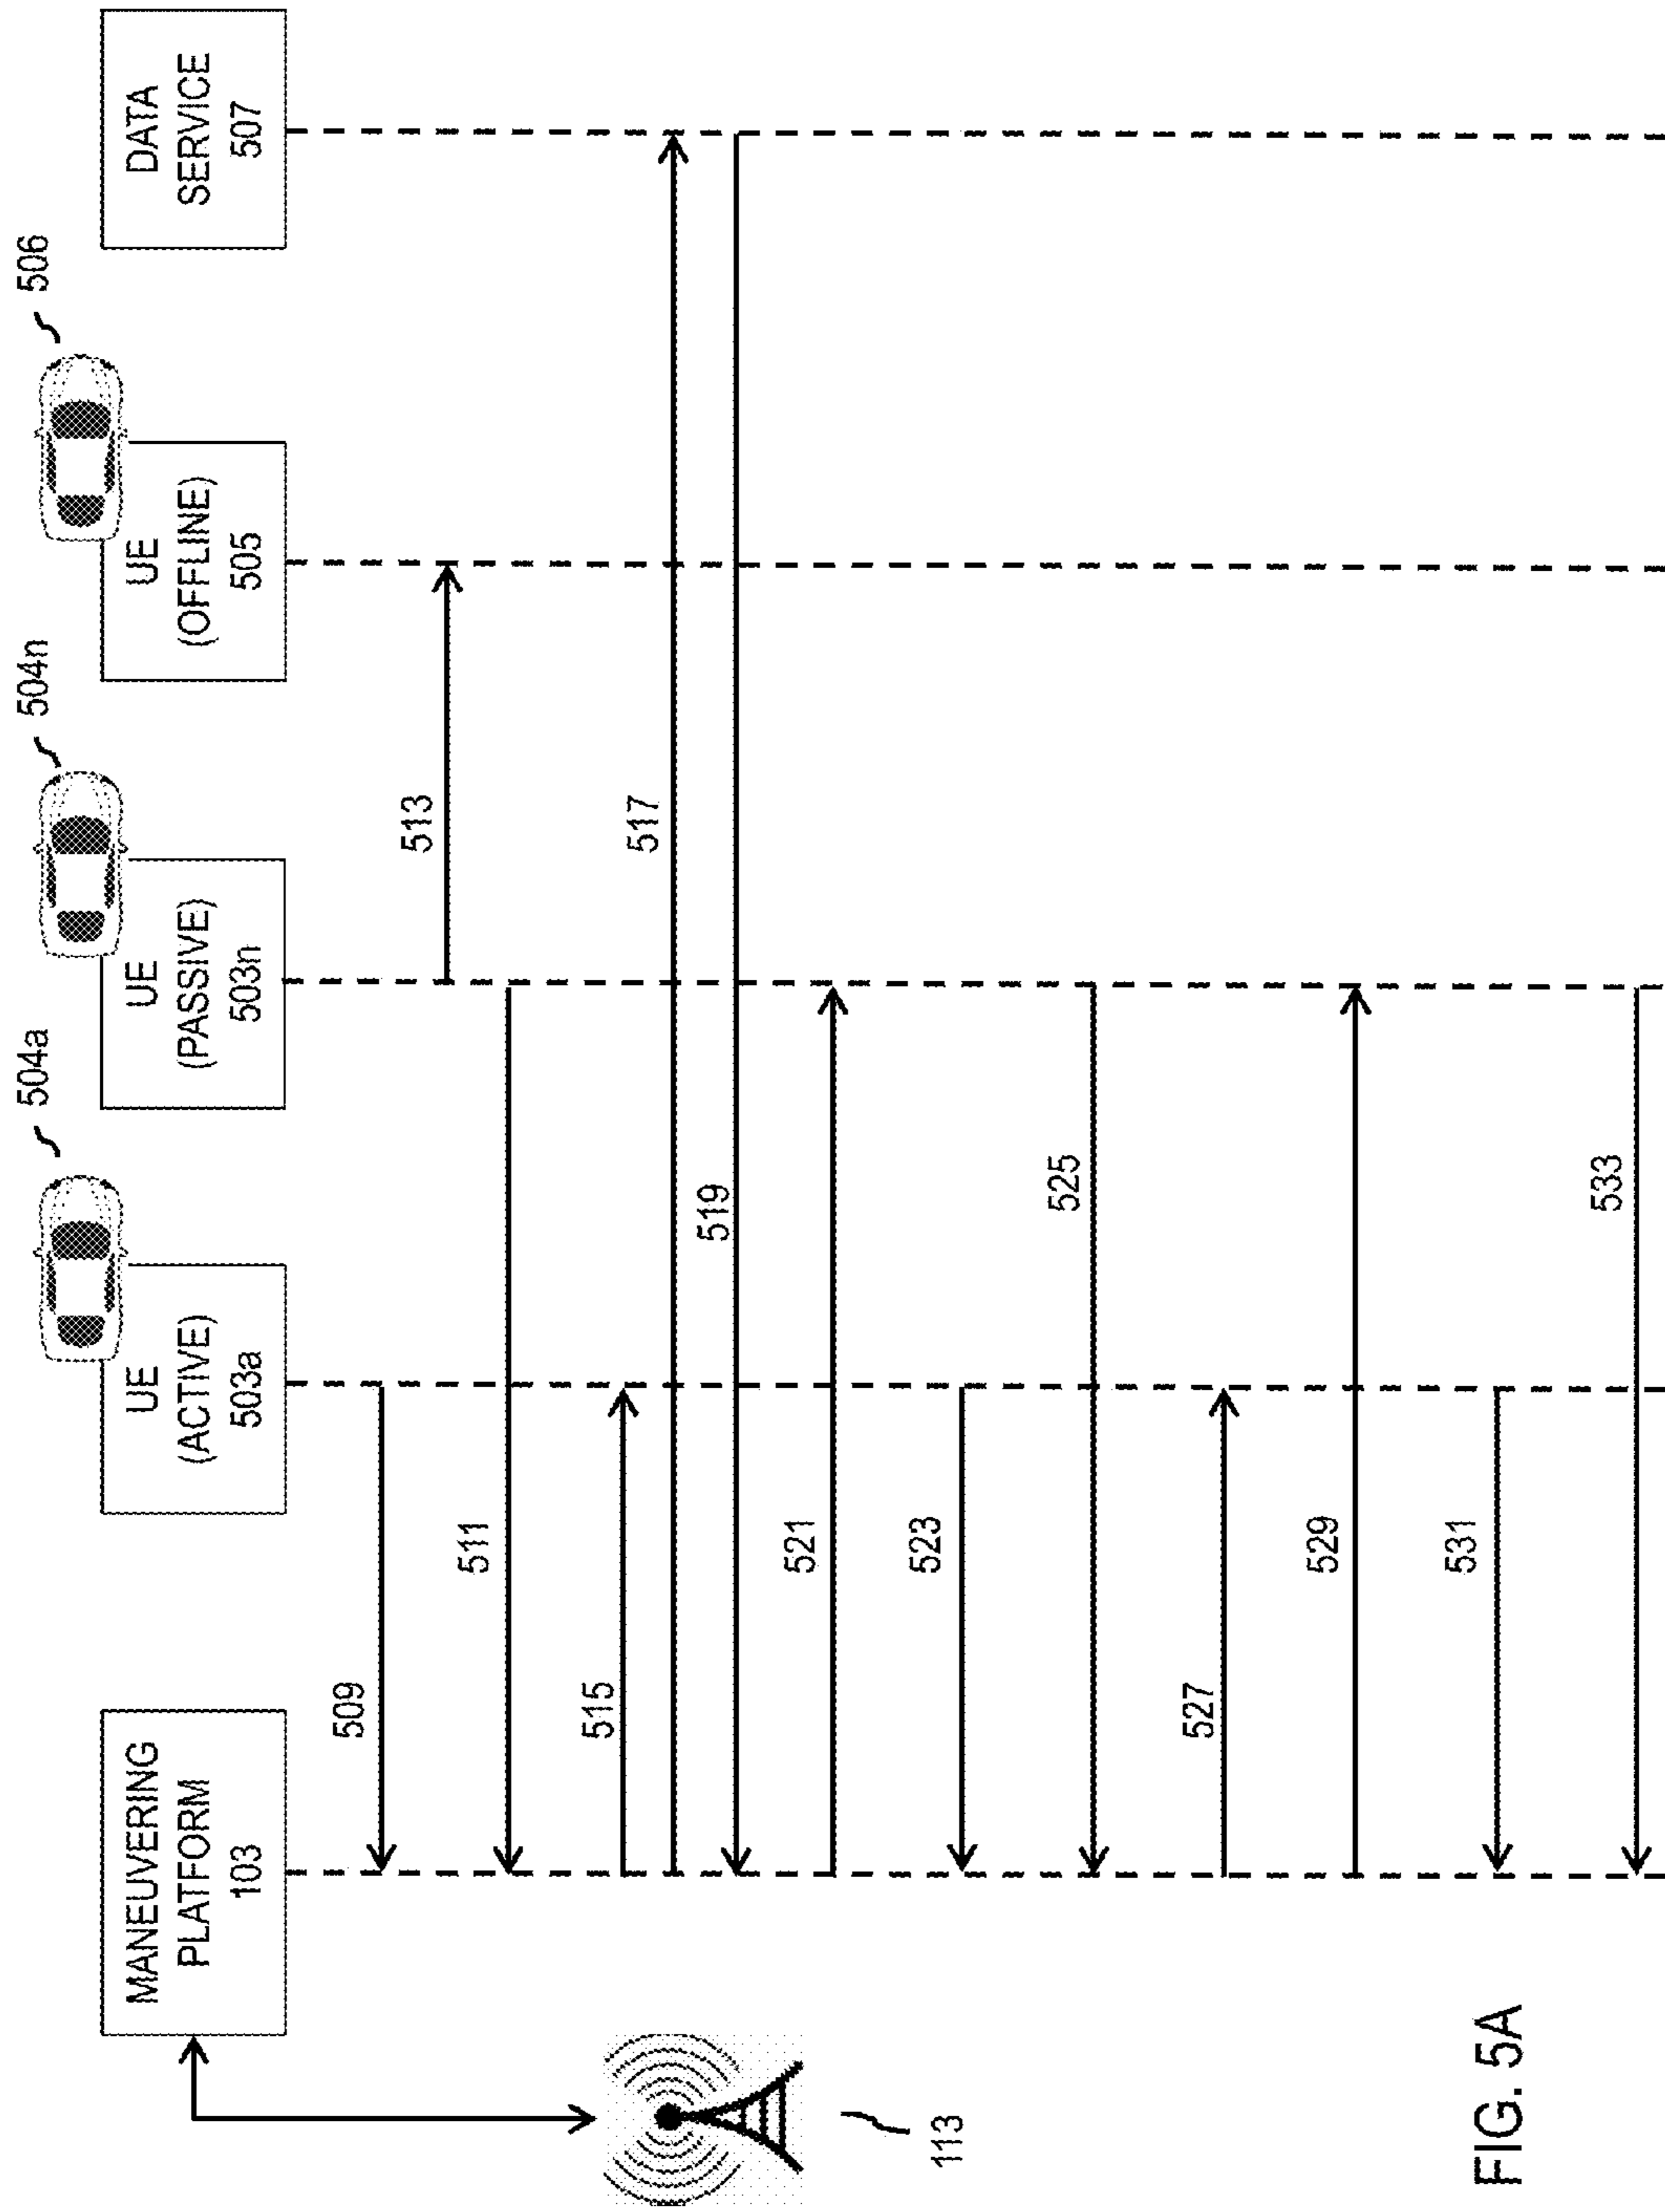 MANEUVERING
PLATFORM
103
UE
(ACTIVE)
503a
504a
UE
(PASSIVE)
503n
504n
UE
(OFFLINE)
505
506
DATA
SERVICE
507
509
513
511
515
517
519
521
523
525
527
529
531
533
113
FIG. 5A